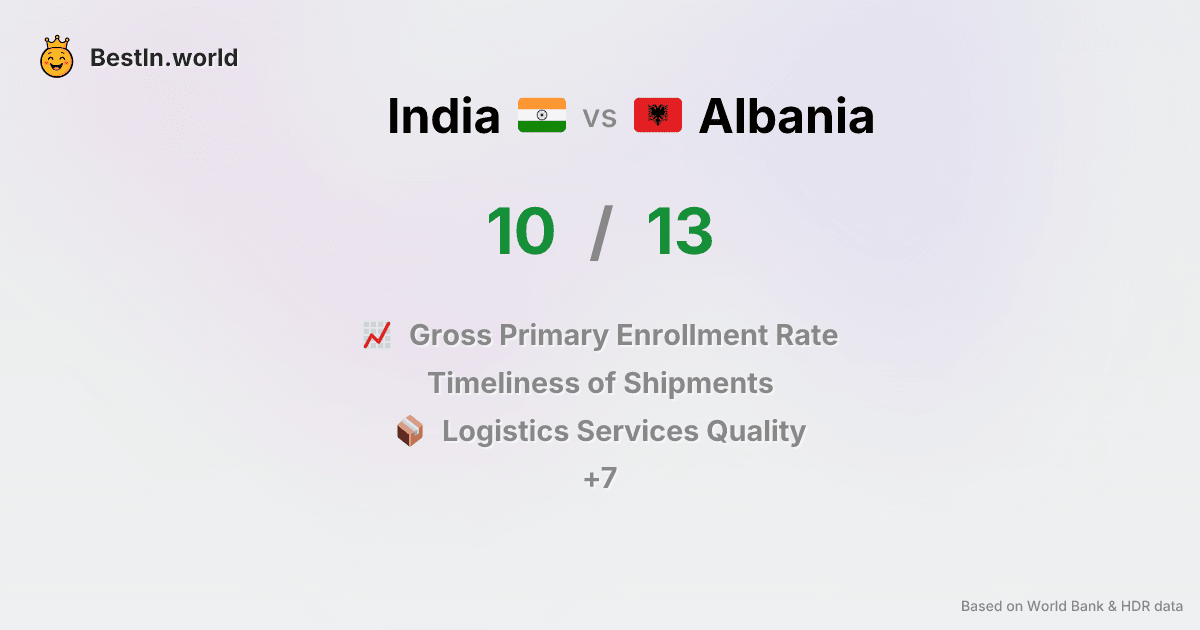 BestIn.world
India vs Albania
10 / 13
Gross Primary Enrollment Rate
Timeliness of Shipments
Logistics Services Quality
+7
Based on World Bank & HDR data